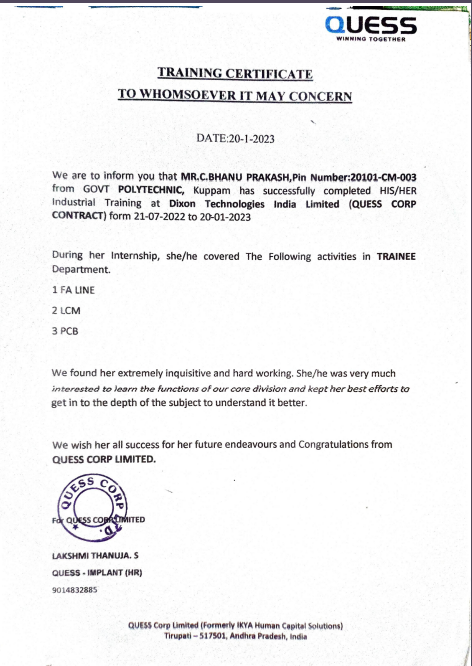 QUESS
WINNING TOGETHER
TRAINING CERTIFICATE
TO WHOMSOEVER IT MAY CONCERN
DATE:20-1-2023
We are to inform you that MR.C.BHANU PRAKASH,Pin Number:20101-CM-003
from GOVT POLYTECHNIC, Kuppam has successfully completed HIS/HER
Industrial Training at Dixon Technologies India Limited (QUESS CORP
CONTRACT) form 21-07-2022 to 20-01-2023
During her Internship, she/he covered The Following activities in TRAINEE
Department.
1 FA LINE
2 LCM
3 PCB
We found her extremely inquisitive and hard working. She/he was very much
interested to learn the functions of our core division and kept her best efforts to
get in to the depth of the subject to understand it better.
We wish her all success for her future endeavours and Congratulations from
QUESS CORP LIMITED.
QUESS CORP LTD.
For QUESS CORP LIMITED
LAKSHMI THANUJA. S
QUESS - IMPLANT (HR)
9014832885
QUESS Corp Limited (Formerly IKYA Human Capital Solutions)
Tirupati – 517501, Andhra Pradesh, India